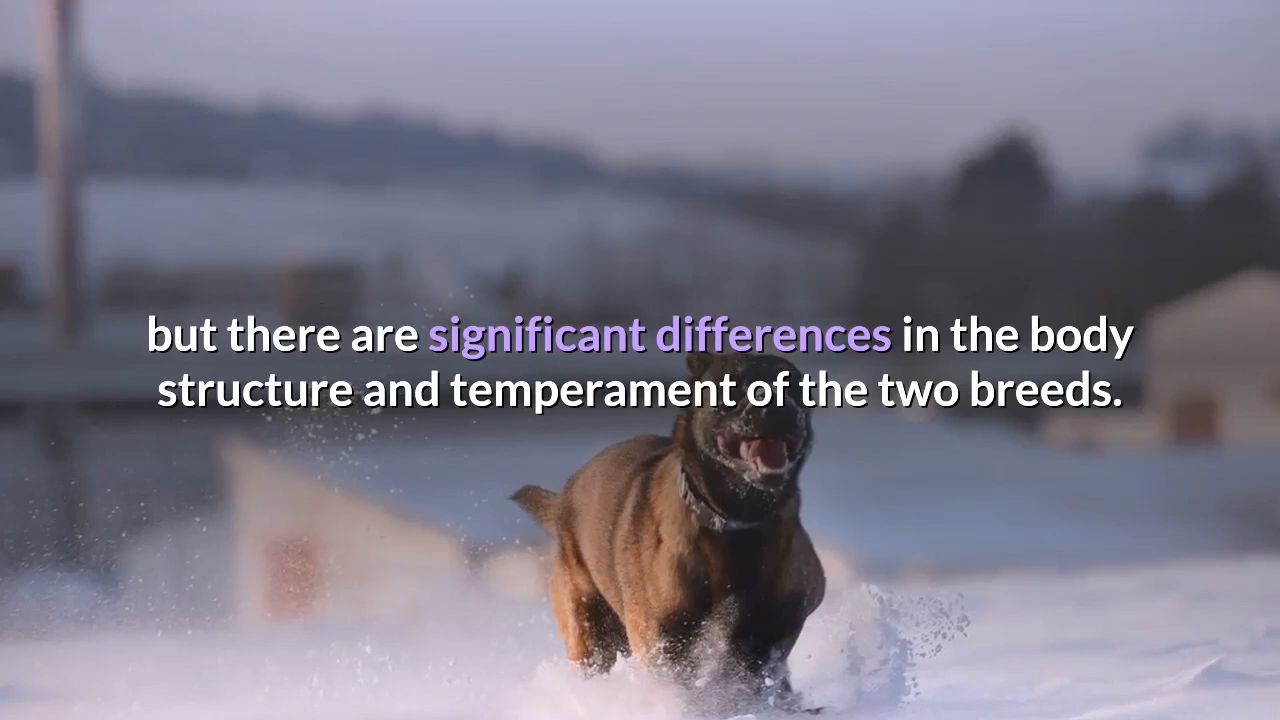 but there are significant differences in the body
structure and temperament of the two breeds.